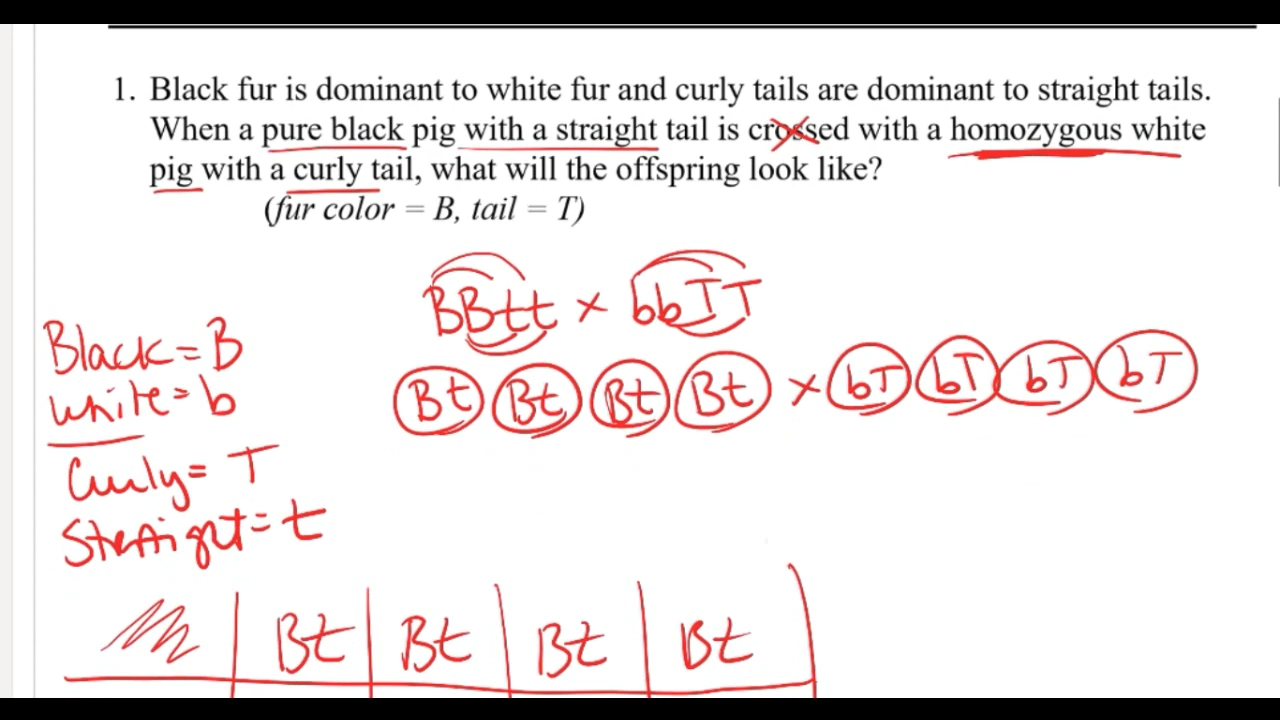 1. Black fur is dominant to white fur and curly tails are dominant to straight tails.
When a pure black pig with a straight tail is crossed with a homozygous white
pig with a curly tail, what will the offspring look like?
(fur color = B, tail = T)
BBtt × bbTT
Black = B
white = b
Bt Bt Bt Bt × bT bT bT bT
Curly = T
Straight = t
Bt Bt Bt Bt